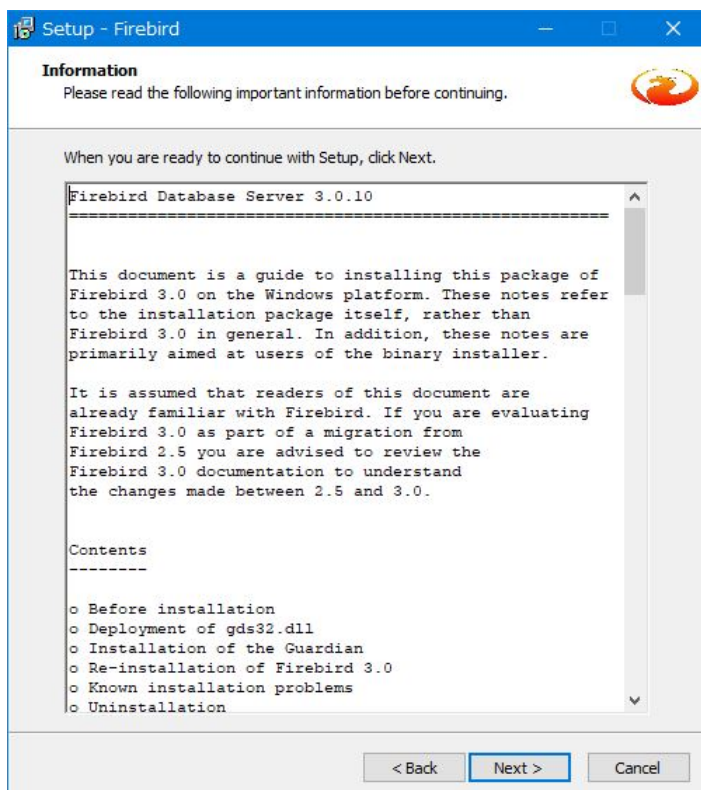 Setup - Firebird
Information
Please read the following important information before continuing.
When you are ready to continue with Setup, click Next.
Firebird Database Server 3.0.10
=======================================================
This document is a guide to installing this package of
Firebird 3.0 on the Windows platform. These notes refer
to the installation package itself, rather than
Firebird 3.0 in general. In addition, these notes are
primarily aimed at users of the binary installer.
It is assumed that readers of this document are
already familiar with Firebird. If you are evaluating
Firebird 3.0 as part of a migration from
Firebird 2.5 you are advised to review the
Firebird 3.0 documentation to understand
the changes made between 2.5 and 3.0.
Contents
--------
o Before installation
o Deployment of gds32.dll
o Installation of the Guardian
o Re-installation of Firebird 3.0
o Known installation problems
o Uninstallation
< Back Next > Cancel